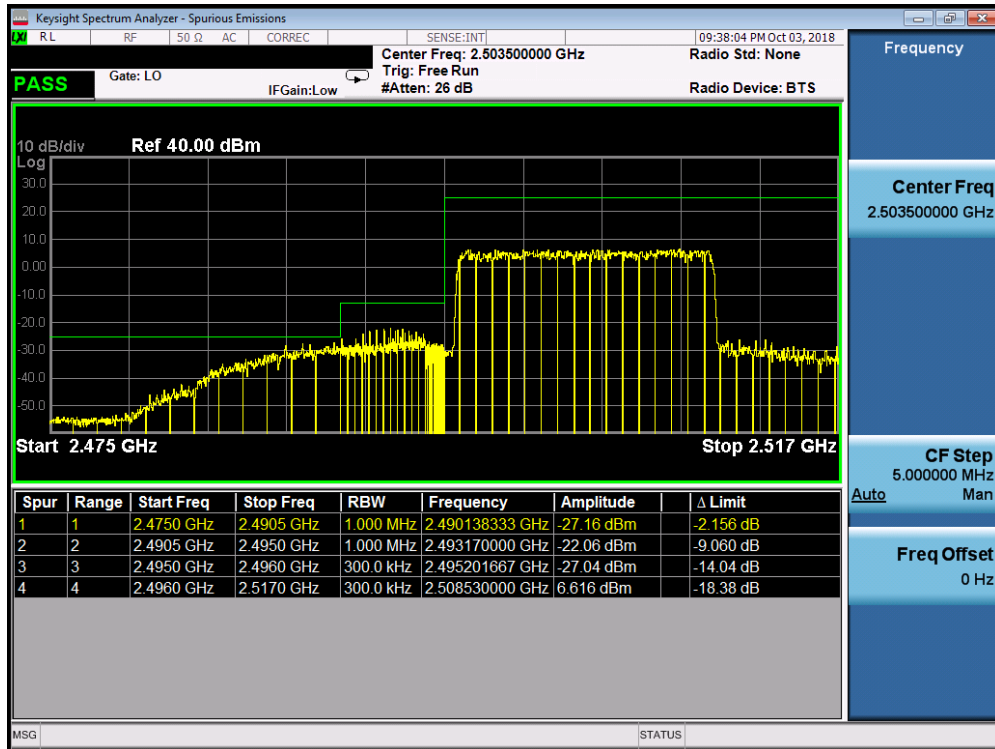 Keysight Spectrum Analyzer - Spurious Emissions
LXI RL RF 50 Ω AC CORREC SENSE:INT 09:38:04 PM Oct 03, 2018
Center Freq: 2.503500000 GHz Radio Std: None
PASS Gate: LO Trig: Free Run
IFGain:Low #Atten: 26 dB Radio Device: BTS
Frequency
10 dB/div Ref 40.00 dBm
Log
30.0
20.0
10.0
0.00
-10.0
-20.0
-30.0
-40.0
-50.0
Start 2.475 GHz Stop 2.517 GHz
Spur Range Start Freq Stop Freq RBW Frequency Amplitude Δ Limit
1 1 2.4750 GHz 2.4905 GHz 1.000 MHz 2.490138333 GHz -27.16 dBm -2.156 dB
2 2 2.4905 GHz 2.4950 GHz 1.000 MHz 2.493170000 GHz -22.06 dBm -9.060 dB
3 3 2.4950 GHz 2.4960 GHz 300.0 kHz 2.495201667 GHz -27.04 dBm -14.04 dB
4 4 2.4960 GHz 2.5170 GHz 300.0 kHz 2.508530000 GHz 6.616 dBm -18.38 dB
Center Freq
2.503500000 GHz
CF Step
5.000000 MHz
Auto Man
Freq Offset
0 Hz
MSG STATUS